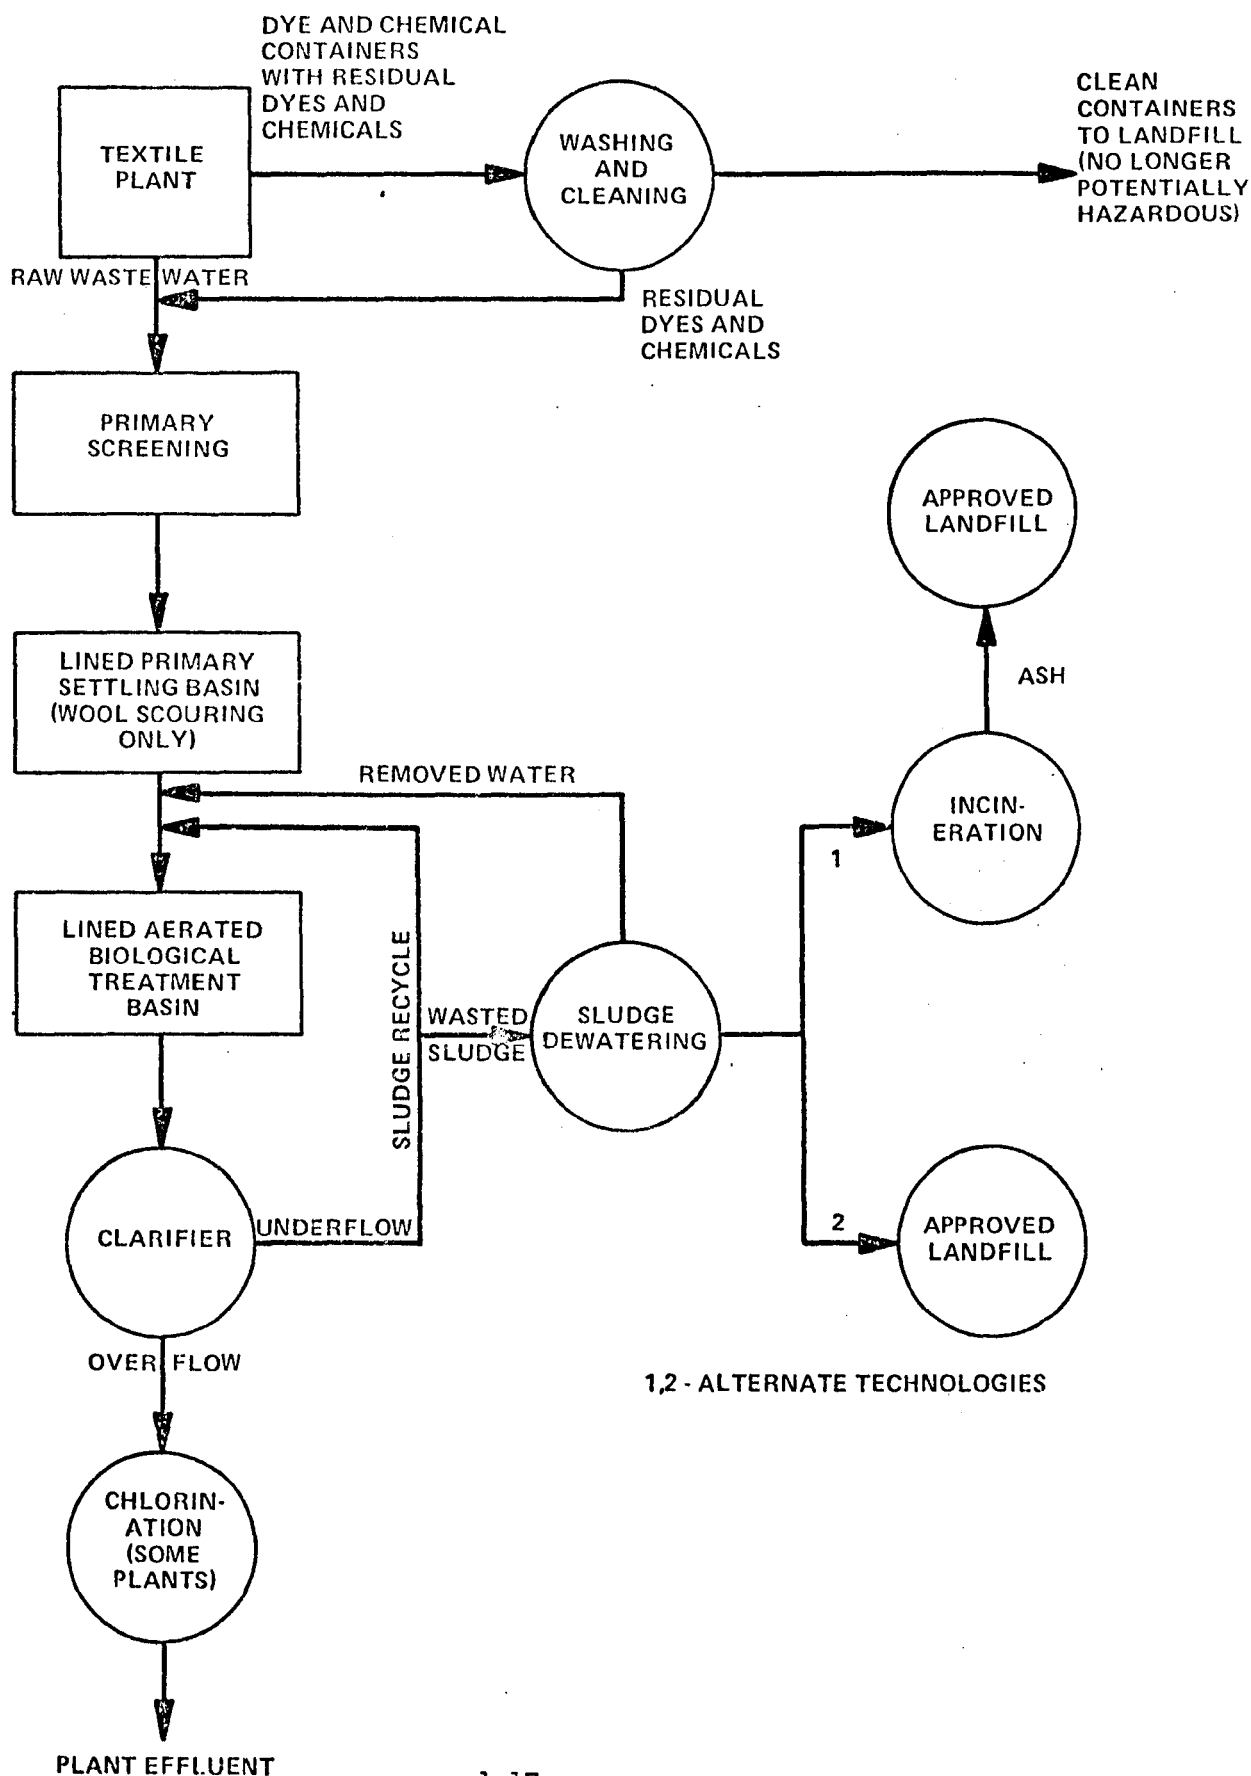 DYE AND CHEMICAL
CONTAINERS
WITH RESIDUAL
DYES AND
CHEMICALS
TEXTILE
PLANT
WASHING
AND
CLEANING
CLEAN
CONTAINERS
TO LANDFILL
(NO LONGER
POTENTIALLY
HAZARDOUS)
RAW WASTE WATER
RESIDUAL
DYES AND
CHEMICALS
PRIMARY
SCREENING
APPROVED
LANDFILL
LINED PRIMARY
SETTLING BASIN
(WOOL SCOURING
ONLY)
ASH
REMOVED WATER
INCIN-
ERATION
1
LINED AERATED
BIOLOGICAL
TREATMENT
BASIN
SLUDGE RECYCLE
WASTED
SLUDGE
SLUDGE
DEWATERING
CLARIFIER
UNDERFLOW
2
APPROVED
LANDFILL
OVER FLOW
1,2 - ALTERNATE TECHNOLOGIES
CHLORIN-
ATION
(SOME
PLANTS)
PLANT EFFLUENT